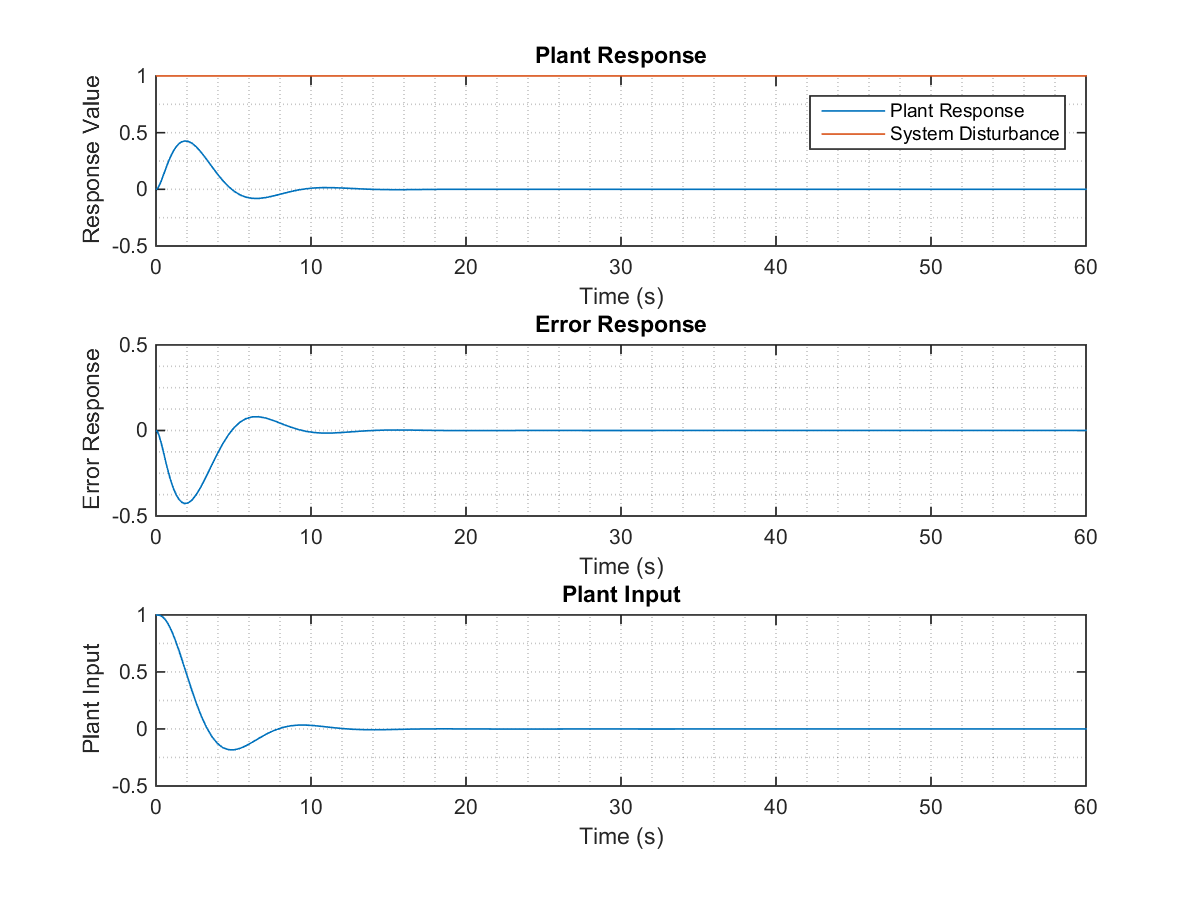 Plant Response
Response Value
1
0.5
0
-0.5
Plant Response
System Disturbance
0 10 20 30 40 50 60
Time (s)
Error Response
Error Response
0.5
0
-0.5
0 10 20 30 40 50 60
Time (s)
Plant Input
Plant Input
1
0.5
0
-0.5
0 10 20 30 40 50 60
Time (s)